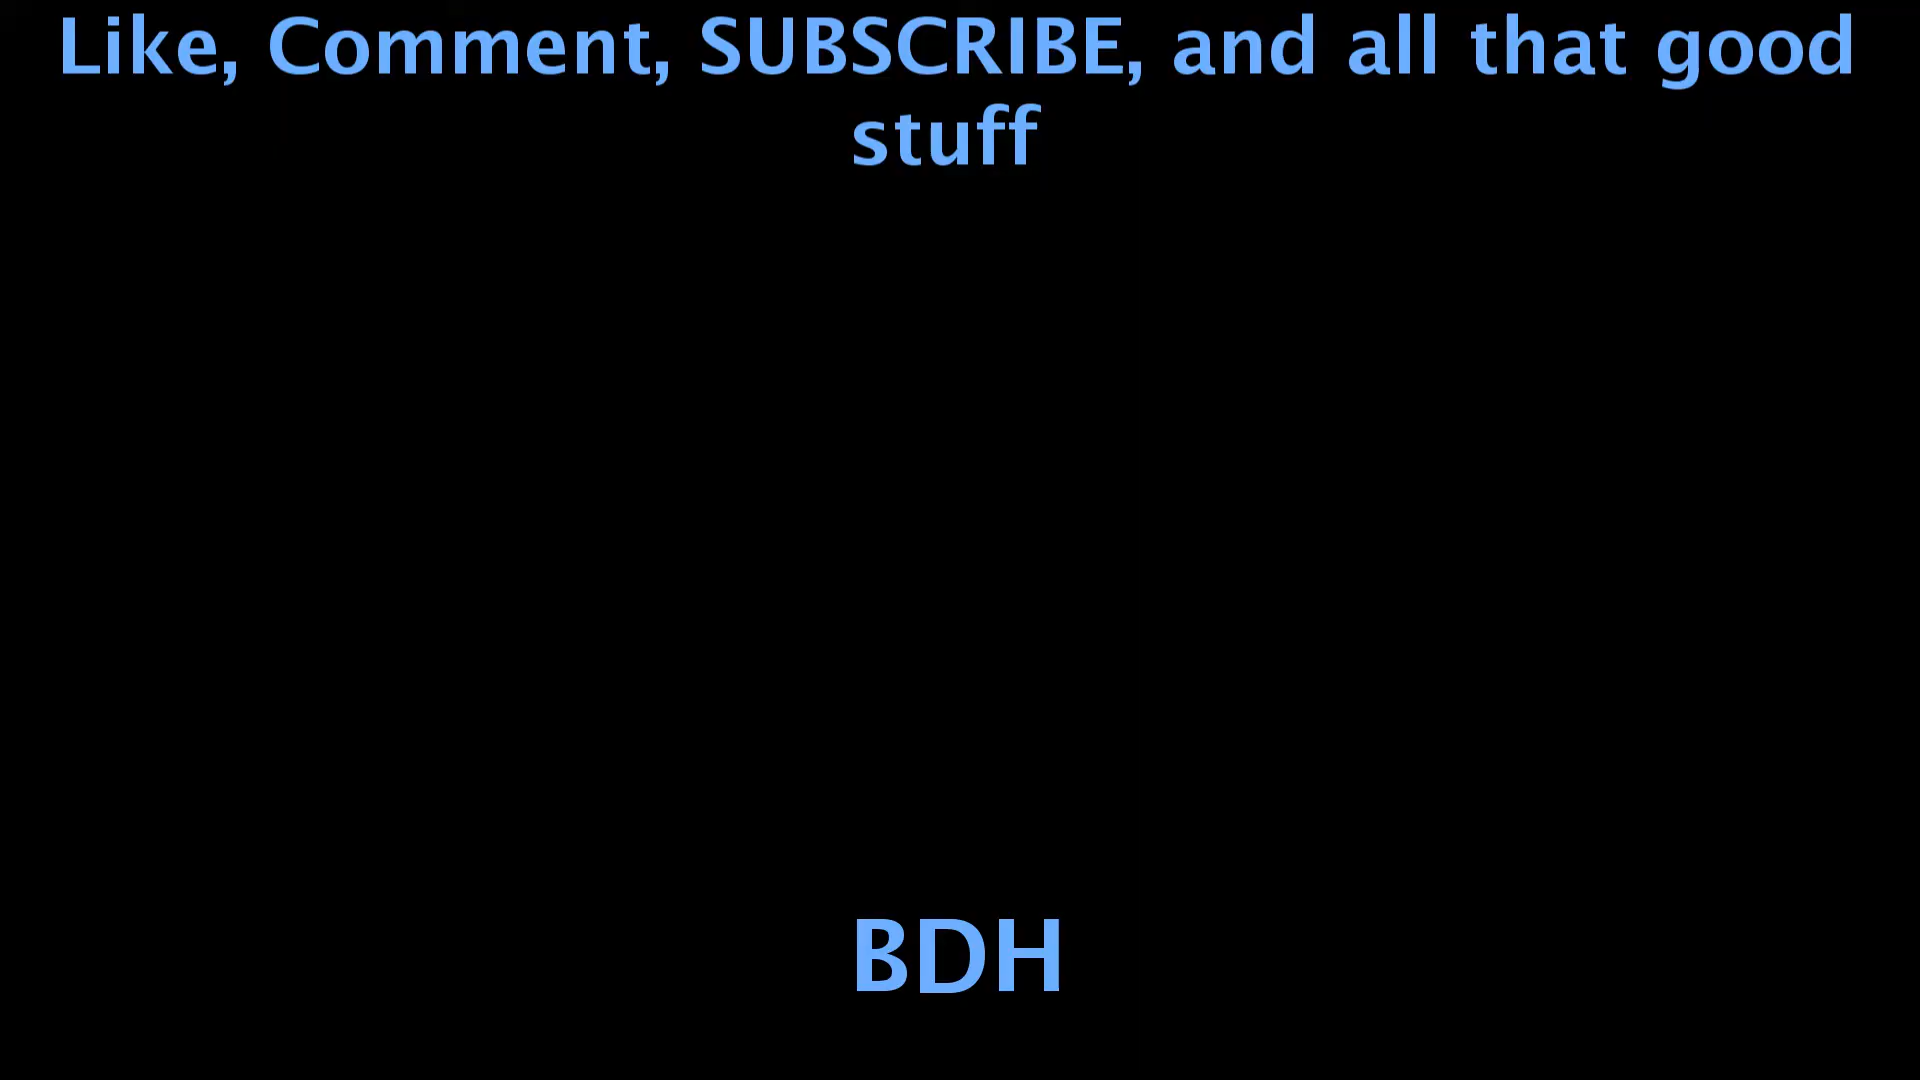 Like, Comment, SUBSCRIBE, and all that good
stuff
BDH